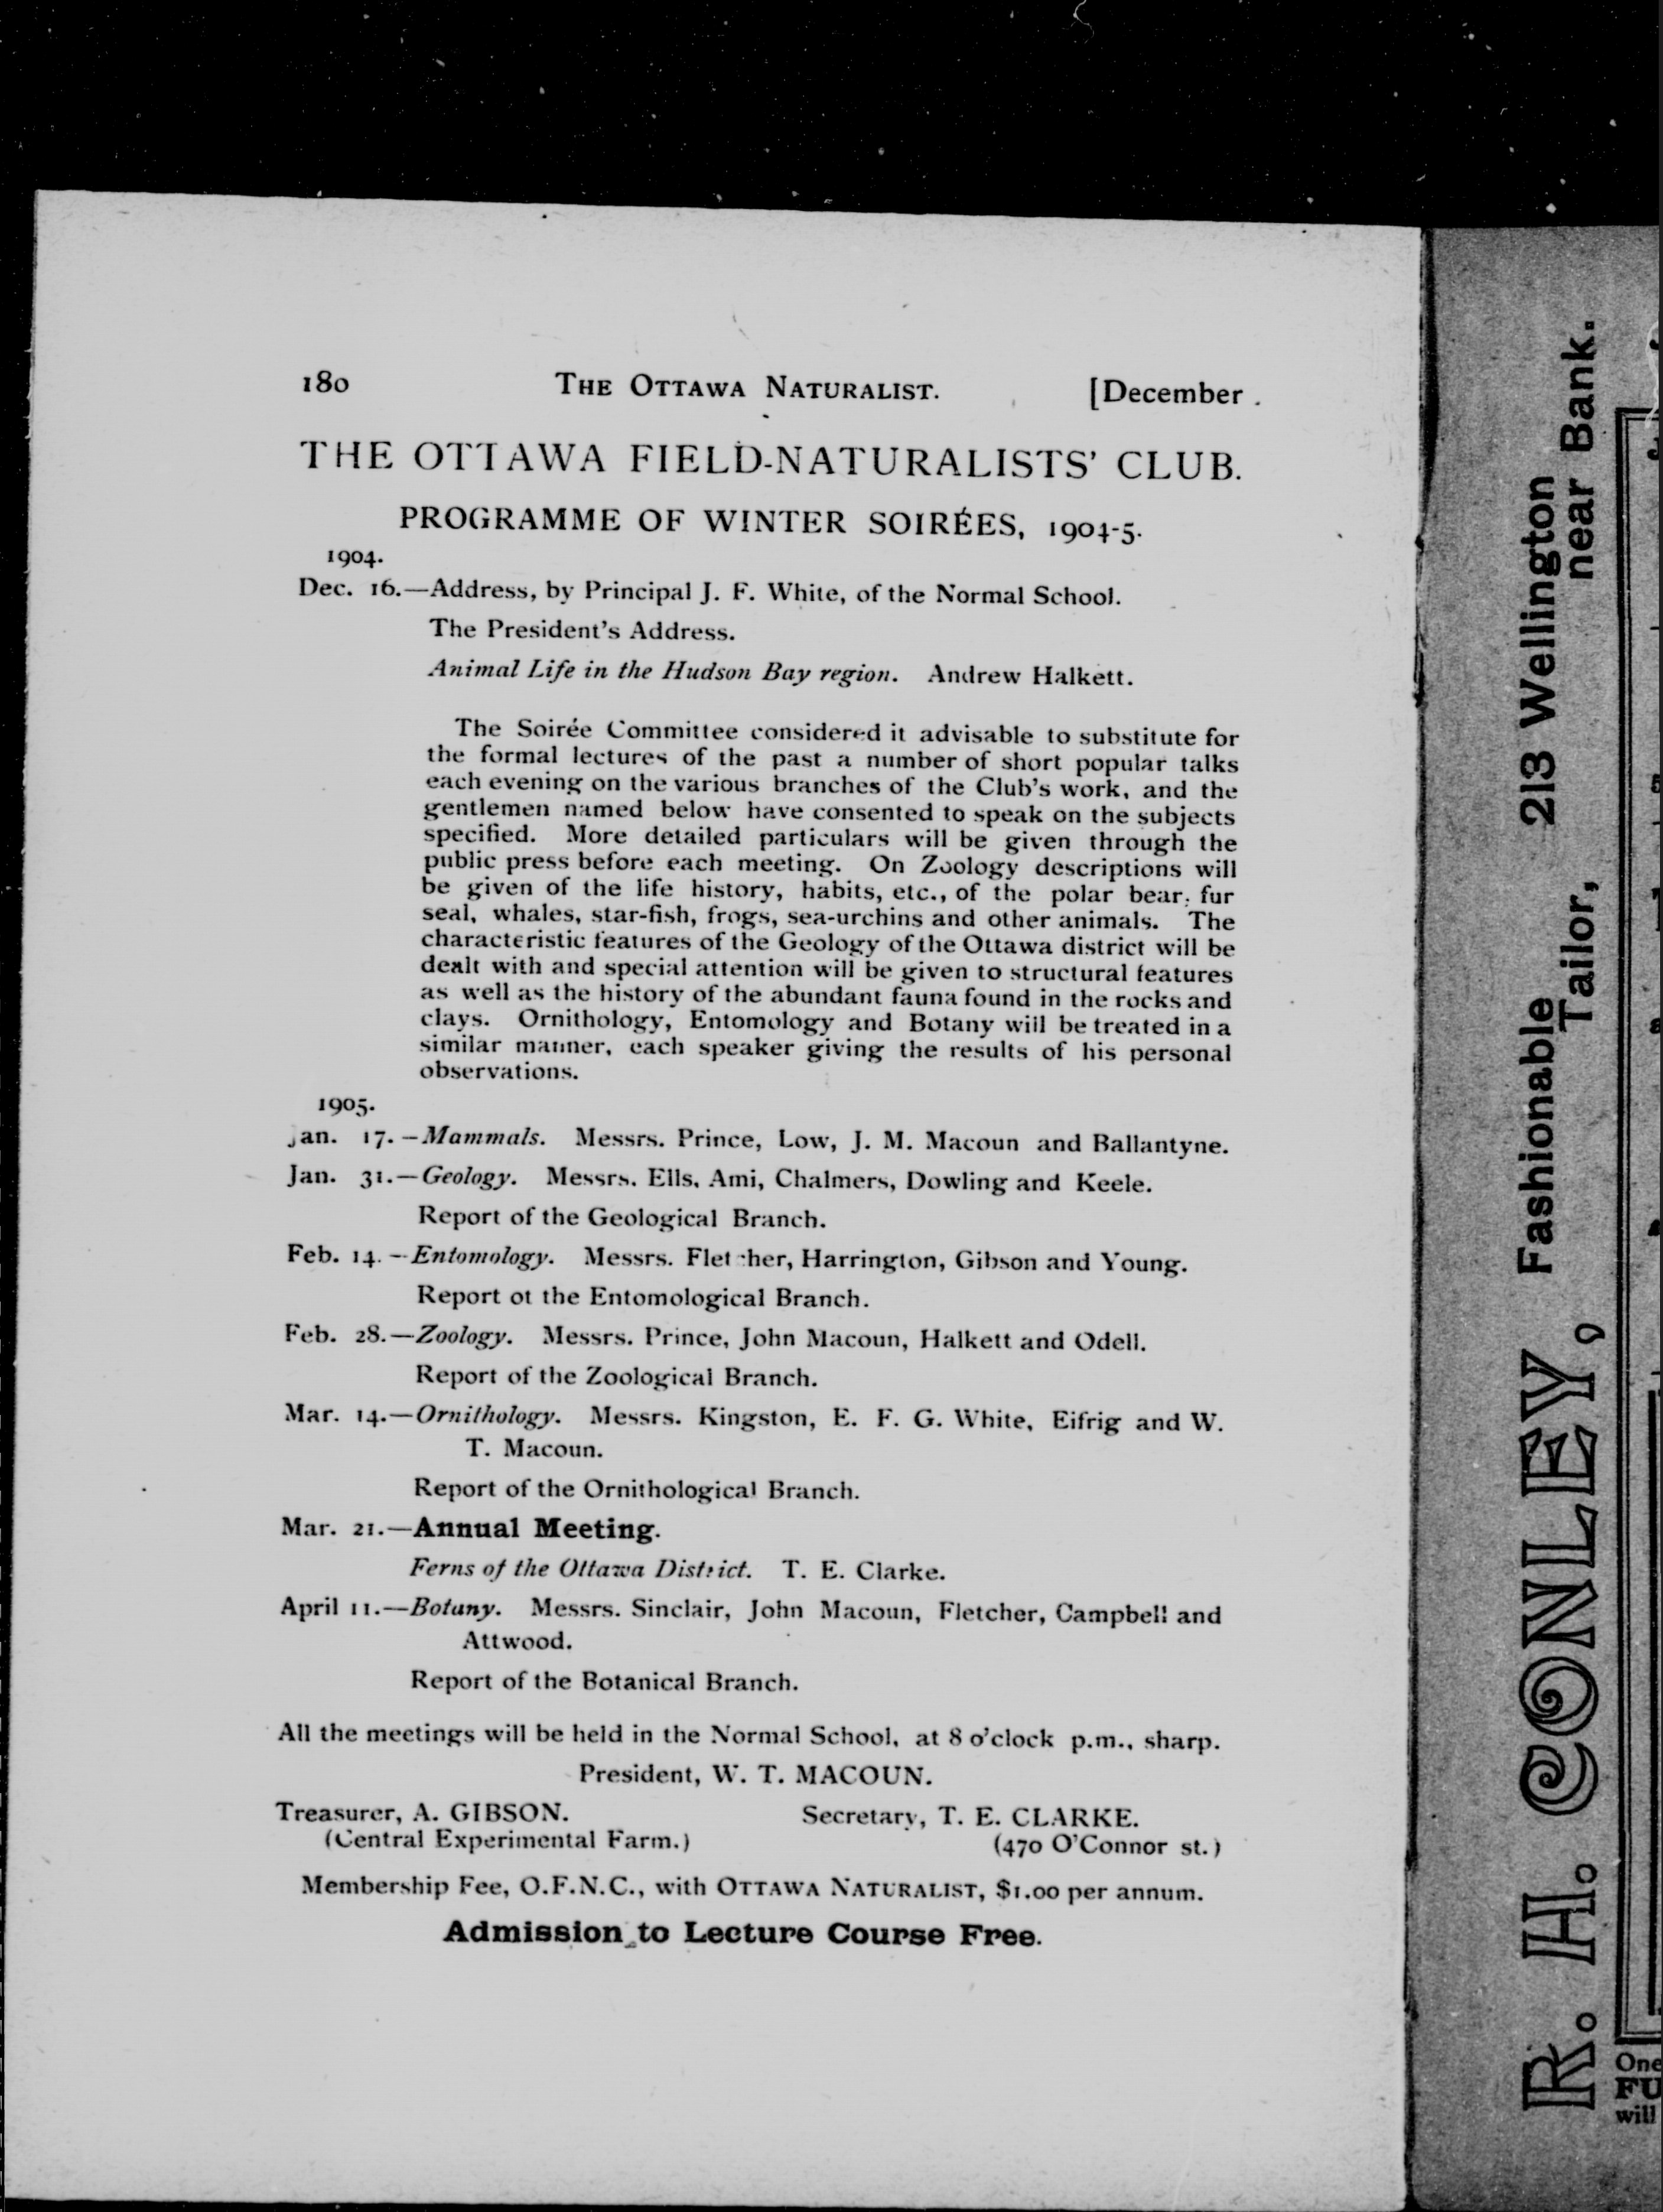 180 THE OTTAWA NATURALIST. [December .
THE OTTAWA FIELD-NATURALISTS' CLUB.
PROGRAMME OF WINTER SOIRÉES, 1904-5.
1904.
Dec. 16.—Address, by Principal J. F. White, of the Normal School.
The President's Address.
Animal Life in the Hudson Bay region. Andrew Halkett.
The Soirée Committee considered it advisable to substitute for
the formal lectures of the past a number of short popular talks
each evening on the various branches of the Club's work, and the
gentlemen named below have consented to speak on the subjects
specified. More detailed particulars will be given through the
public press before each meeting. On Zoology descriptions will
be given of the life history, habits, etc., of the polar bear, fur
seal, whales, star-fish, frogs, sea-urchins and other animals. The
characteristic features of the Geology of the Ottawa district will be
dealt with and special attention will be given to structural features
as well as the history of the abundant fauna found in the rocks and
clays. Ornithology, Entomology and Botany will be treated in a
similar manner, each speaker giving the results of his personal
observations.
1905.
Jan. 17.—Mammals. Messrs. Prince, Low, J. M. Macoun and Ballantyne.
Jan. 31.—Geology. Messrs. Ells, Ami, Chalmers, Dowling and Keele.
Report of the Geological Branch.
Feb. 14.—Entomology. Messrs. Fletcher, Harrington, Gibson and Young.
Report of the Entomological Branch.
Feb. 28.—Zoology. Messrs. Prince, John Macoun, Halkett and Odell.
Report of the Zoological Branch.
Mar. 14.—Ornithology. Messrs. Kingston, E. F. G. White, Eifrig and W.
T. Macoun.
Report of the Ornithological Branch.
Mar. 21.—Annual Meeting.
Ferns of the Ottawa District. T. E. Clarke.
April 11.—Botany. Messrs. Sinclair, John Macoun, Fletcher, Campbell and
Attwood.
Report of the Botanical Branch.
All the meetings will be held in the Normal School, at 8 o'clock p.m., sharp.
President, W. T. MACOUN.
Treasurer, A. GIBSON. Secretary, T. E. CLARKE.
(Central Experimental Farm.) (470 O'Connor st.)
Membership Fee, O.F.N.C., with OTTAWA NATURALIST, $1.00 per annum.
Admission to Lecture Course Free.
R. H. CONLEY, Fashionable 213 Wellington
Tailor, near Bank.
One
FU
will